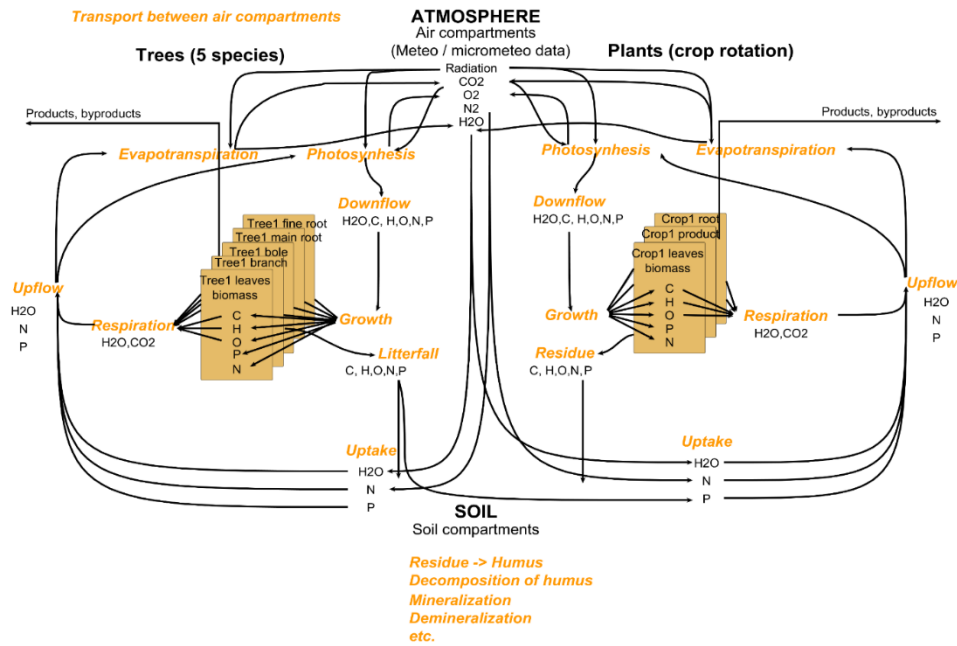 Transport between air compartments
ATMOSPHERE
Air compartments
(Meteo / micrometeo data)
Trees (5 species)
Plants (crop rotation)
Radiation
CO2
O2
N2
H2O
Products, byproducts
Products, byproducts
Evapotranspiration
Photosynhesis
Photosynhesis
Evapotranspiration
Downflow
H2O,C, H,O,N,P
Downflow
H2O,C, H,O,N,P
Tree1 fine root
Tree1 main root
Tree1 bole
Tree1 branch
Tree1 leaves
biomass
C
H
O
P
N
Crop1 root
Crop1 product
Crop1 leaves
biomass
C
H
O
P
N
Upflow
H2O
N
P
Respiration
H2O,CO2
Growth
Litterfall
C, H,O,N,P
Growth
Residue
C, H,O,N,P
Respiration
H2O,CO2
Upflow
H2O
N
P
Uptake
H2O
N
P
Uptake
H2O
N
P
SOIL
Soil compartments
Residue -> Humus
Decomposition of humus
Mineralization
Demineralization
etc.